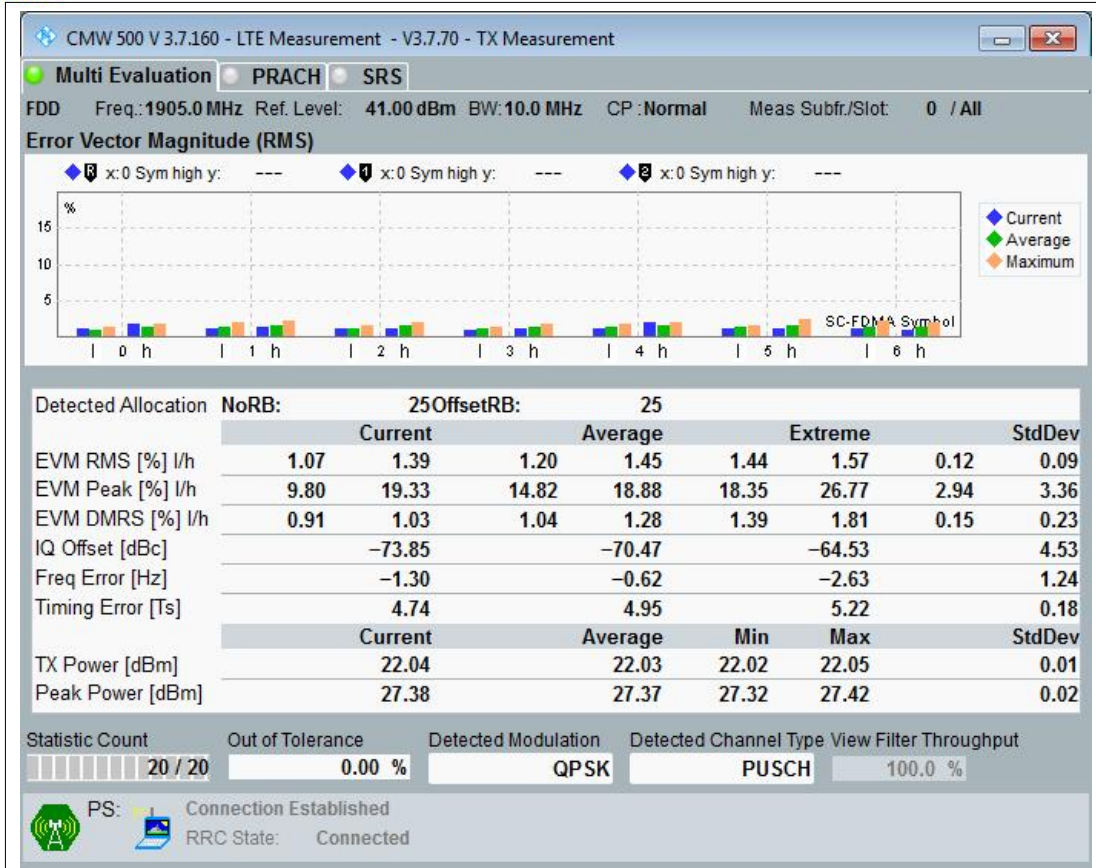 CMW 500 V 3.7.160 - LTE Measurement - V3.7.70 - TX Measurement
Multi Evaluation PRACH SRS
FDD Freq.: 1905.0 MHz Ref. Level: 41.00 dBm BW: 10.0 MHz CP : Normal Meas Subfr./Slot: 0 / All
Error Vector Magnitude (RMS)
R x: 0 Sym high y: --- 1 x: 0 Sym high y: --- 2 x: 0 Sym high y: ---
%
15
10
5
Current
Average
Maximum
SC-FDMA Symbol
l 0 h l 1 h l 2 h l 3 h l 4 h l 5 h l 6 h
Detected Allocation NoRB: 25 OffsetRB: 25
Current Average Extreme StdDev
EVM RMS [%] l/h 1.07 1.39 1.20 1.45 1.44 1.57 0.12 0.09
EVM Peak [%] l/h 9.80 19.33 14.82 18.88 18.35 26.77 2.94 3.36
EVM DMRS [%] l/h 0.91 1.03 1.04 1.28 1.39 1.81 0.15 0.23
IQ Offset [dBc] −73.85 −70.47 −64.53 4.53
Freq Error [Hz] −1.30 −0.62 −2.63 1.24
Timing Error [Ts] 4.74 4.95 5.22 0.18
Current Average Min Max StdDev
TX Power [dBm] 22.04 22.03 22.02 22.05 0.01
Peak Power [dBm] 27.38 27.37 27.32 27.42 0.02
Statistic Count Out of Tolerance Detected Modulation Detected Channel Type View Filter Throughput
20 / 20 0.00 % QPSK PUSCH 100.0 %
PS: Connection Established
RRC State: Connected